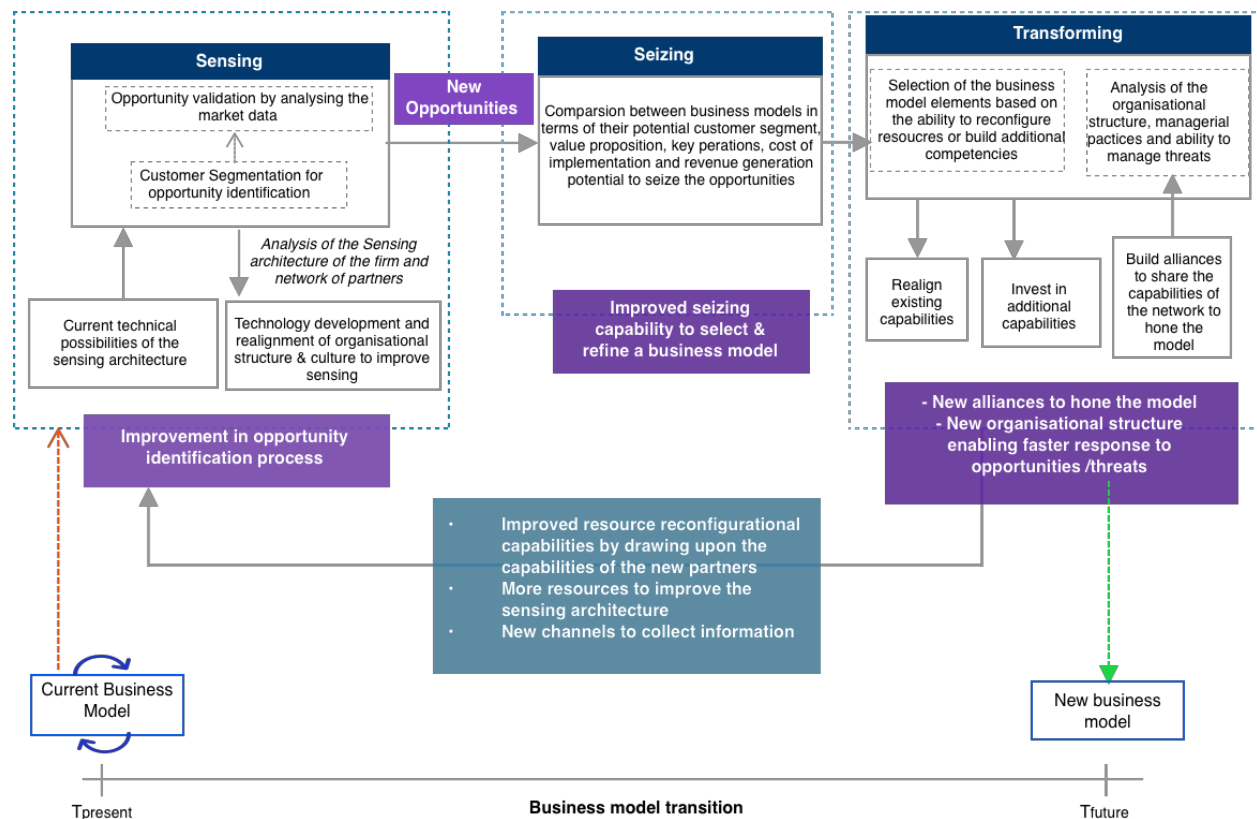 Sensing
Opportunity validation by analysing the
market data
Customer Segmentation for
opportunity identification
Analysis of the Sensing
architecture of the firm and
network of partners
Current technical
possibilities of the
sensing architecture
Technology development and
realignment of organisational
structure & culture to improve
sensing
Improvement in opportunity
identification process
New
Opportunities
Seizing
Comparsion between business models in
terms of their potential customer segment,
value proposition, key perations, cost of
implementation and revenue generation
potential to seize the opportunities
Improved seizing
capability to select &
refine a business model
Transforming
Selection of the business
model elements based on
the ability to reconfigure
resoucres or build additional
competencies
Analysis of the
organisational
structure, managerial
pactices and ability to
manage threats
Realign
existing
capabilities
Invest in
additional
capabilities
Build alliances
to share the
capabilities of
the network to
hone the
model
- New alliances to hone the model
- New organisational structure
enabling faster response to
opportunities /threats
· Improved resource reconfigurational
capabilities by drawing upon the
capabilities of the new partners
· More resources to improve the
sensing architecture
· New channels to collect information
Current Business
Model
New business
model
Tpresent
Business model transition
Tfuture